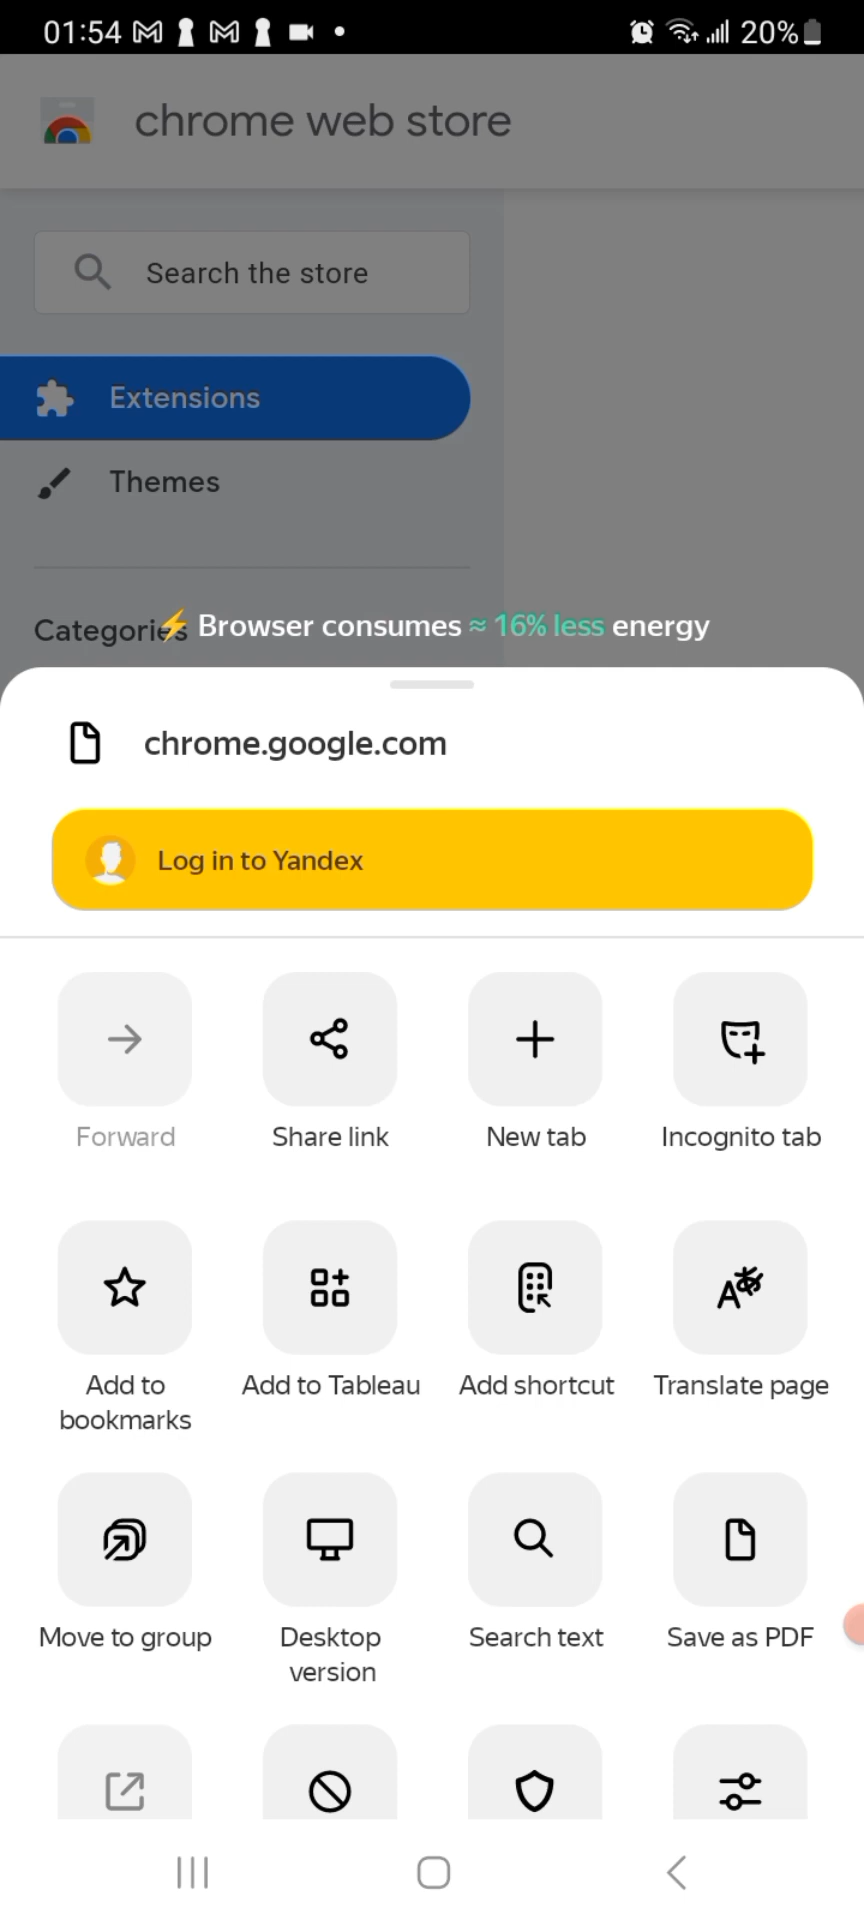 01:54
20%
chrome web store
Search the store
Extensions
Themes
Categories
⚡ Browser consumes ≈ 16% less energy
chrome.google.com
Log in to Yandex
Forward
Share link
New tab
Incognito tab
Add to
bookmarks
Add to Tableau
Add shortcut
Translate page
Move to group
Desktop
version
Search text
Save as PDF